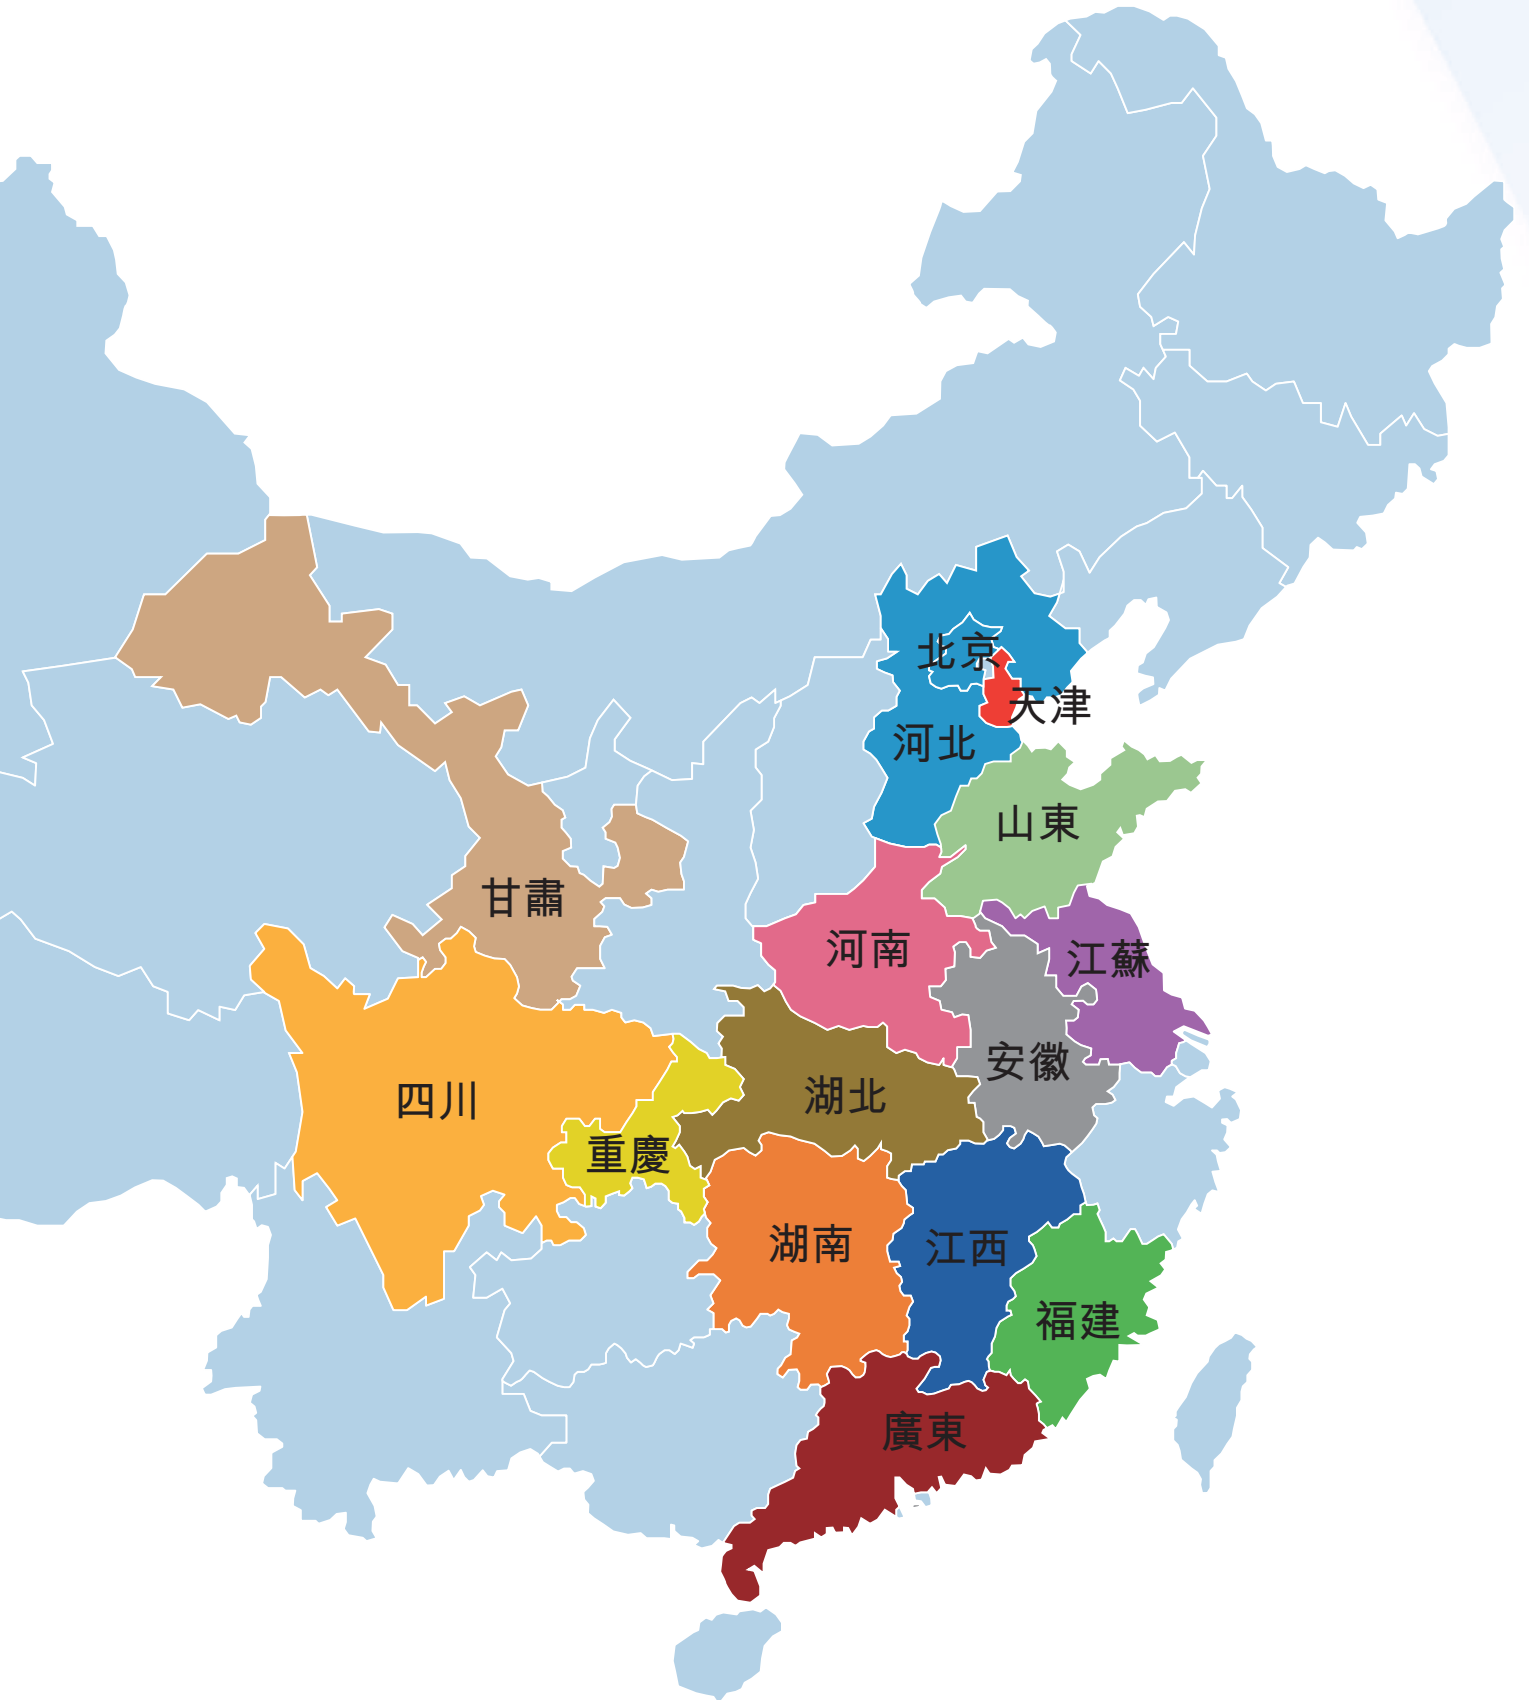 北京
天津
河北
山東
甘肅
河南
江蘇
安徽
湖北
四川
重慶
湖南
江西
福建
廣東